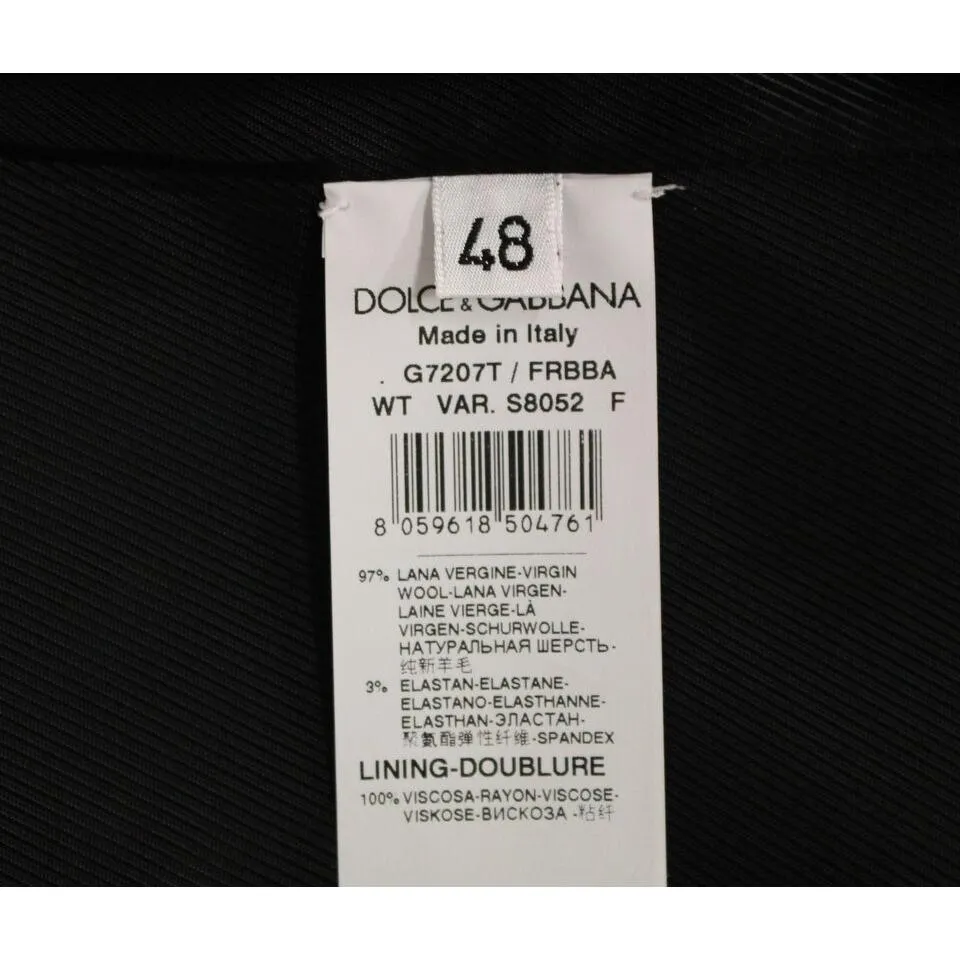 48
DOLCE & GABBANA
Made in Italy
. G7207T / FRBBA
WT VAR. S8052 F
8 059618 504761
97% LANA VERGINE-VIRGIN
WOOL-LANA VIRGEN-
LAINE VIERGE-LÀ
VIRGEN-SCHURWOLLE-
НАТУРАЛЬНАЯ ШЕРСТЬ-
纯新羊毛
3% ELASTAN-ELASTANE-
ELASTANO-ELASTHANNE-
ELASTHAN-ЭЛАСТАН-
聚氨酯弹性纤维-SPANDEX
LINING-DOUBLURE
100% VISCOSA-RAYON-VISCOSE-
VISKOSE-ВИСКОЗА -粘纤